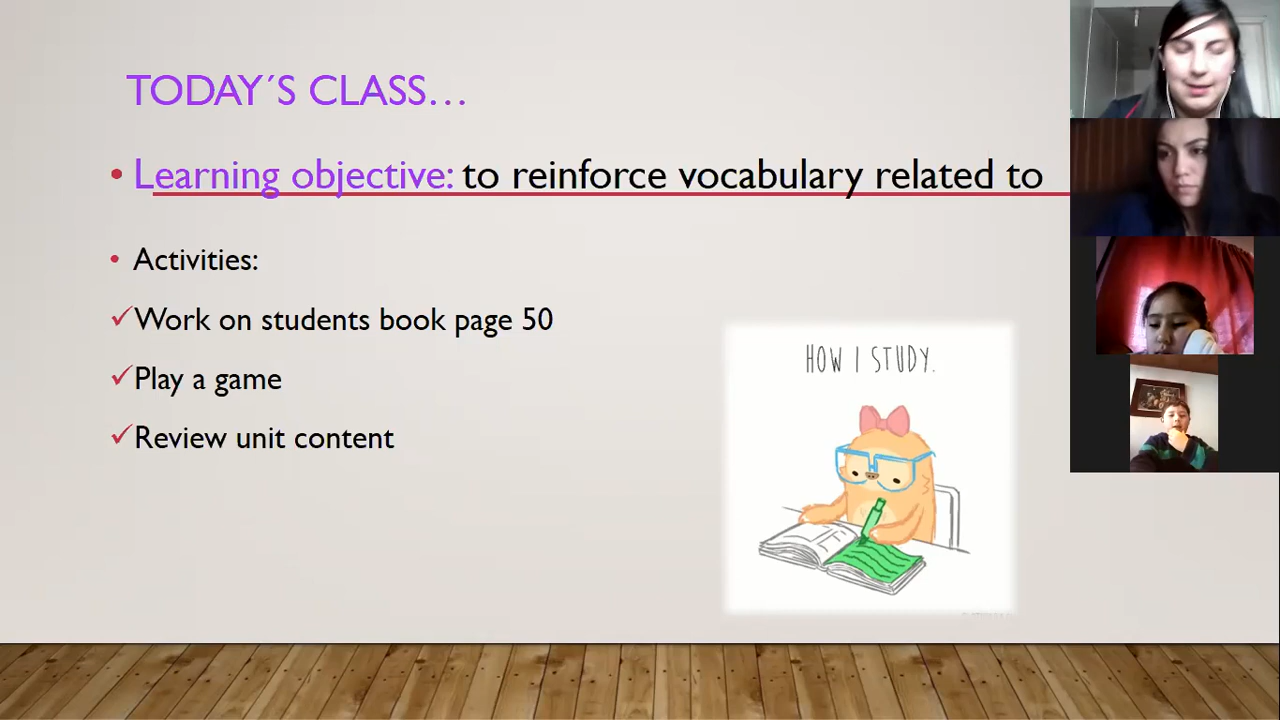 TODAY´S CLASS…
• Learning objective: to reinforce vocabulary related to
• Activities:
✓Work on students book page 50
✓Play a game
✓Review unit content
HOW I STUDY.